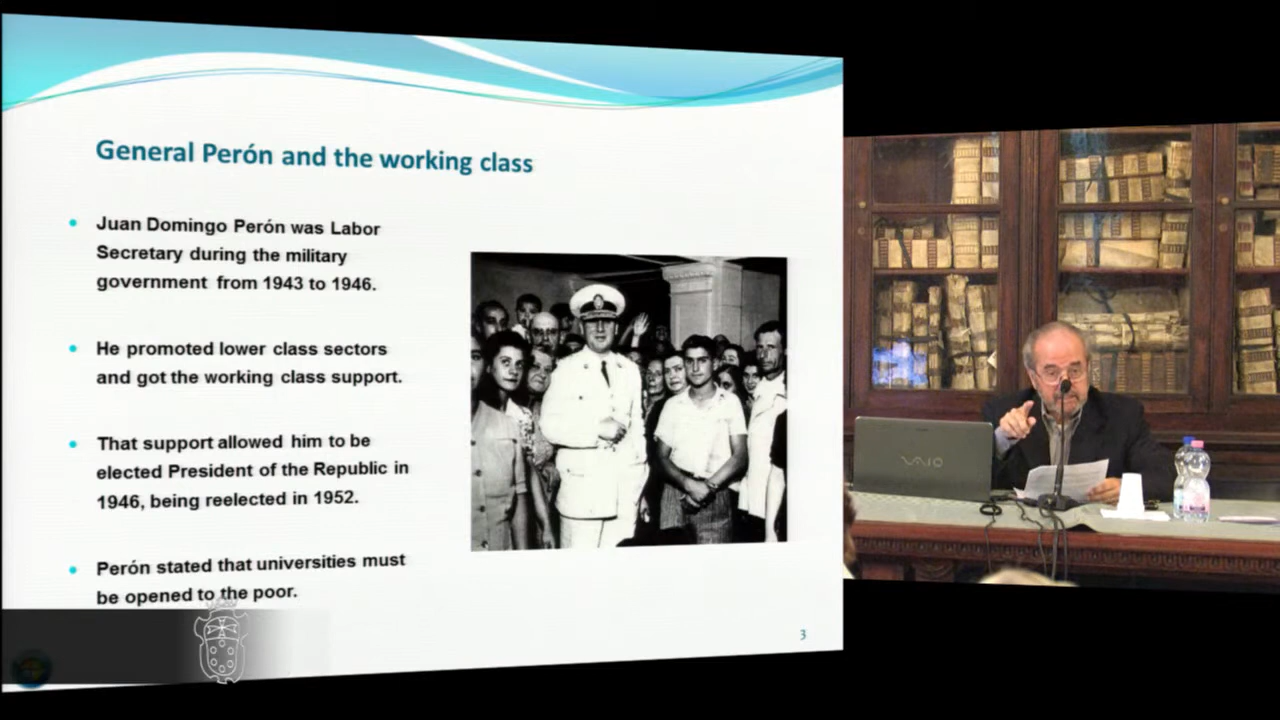 General Perón and the working class
• Juan Domingo Perón was Labor
Secretary during the military
government from 1943 to 1946.
• He promoted lower class sectors
and got the working class support.
• That support allowed him to be
elected President of the Republic in
1946, being reelected in 1952.
• Perón stated that universities must
be opened to the poor.
3
VAIO